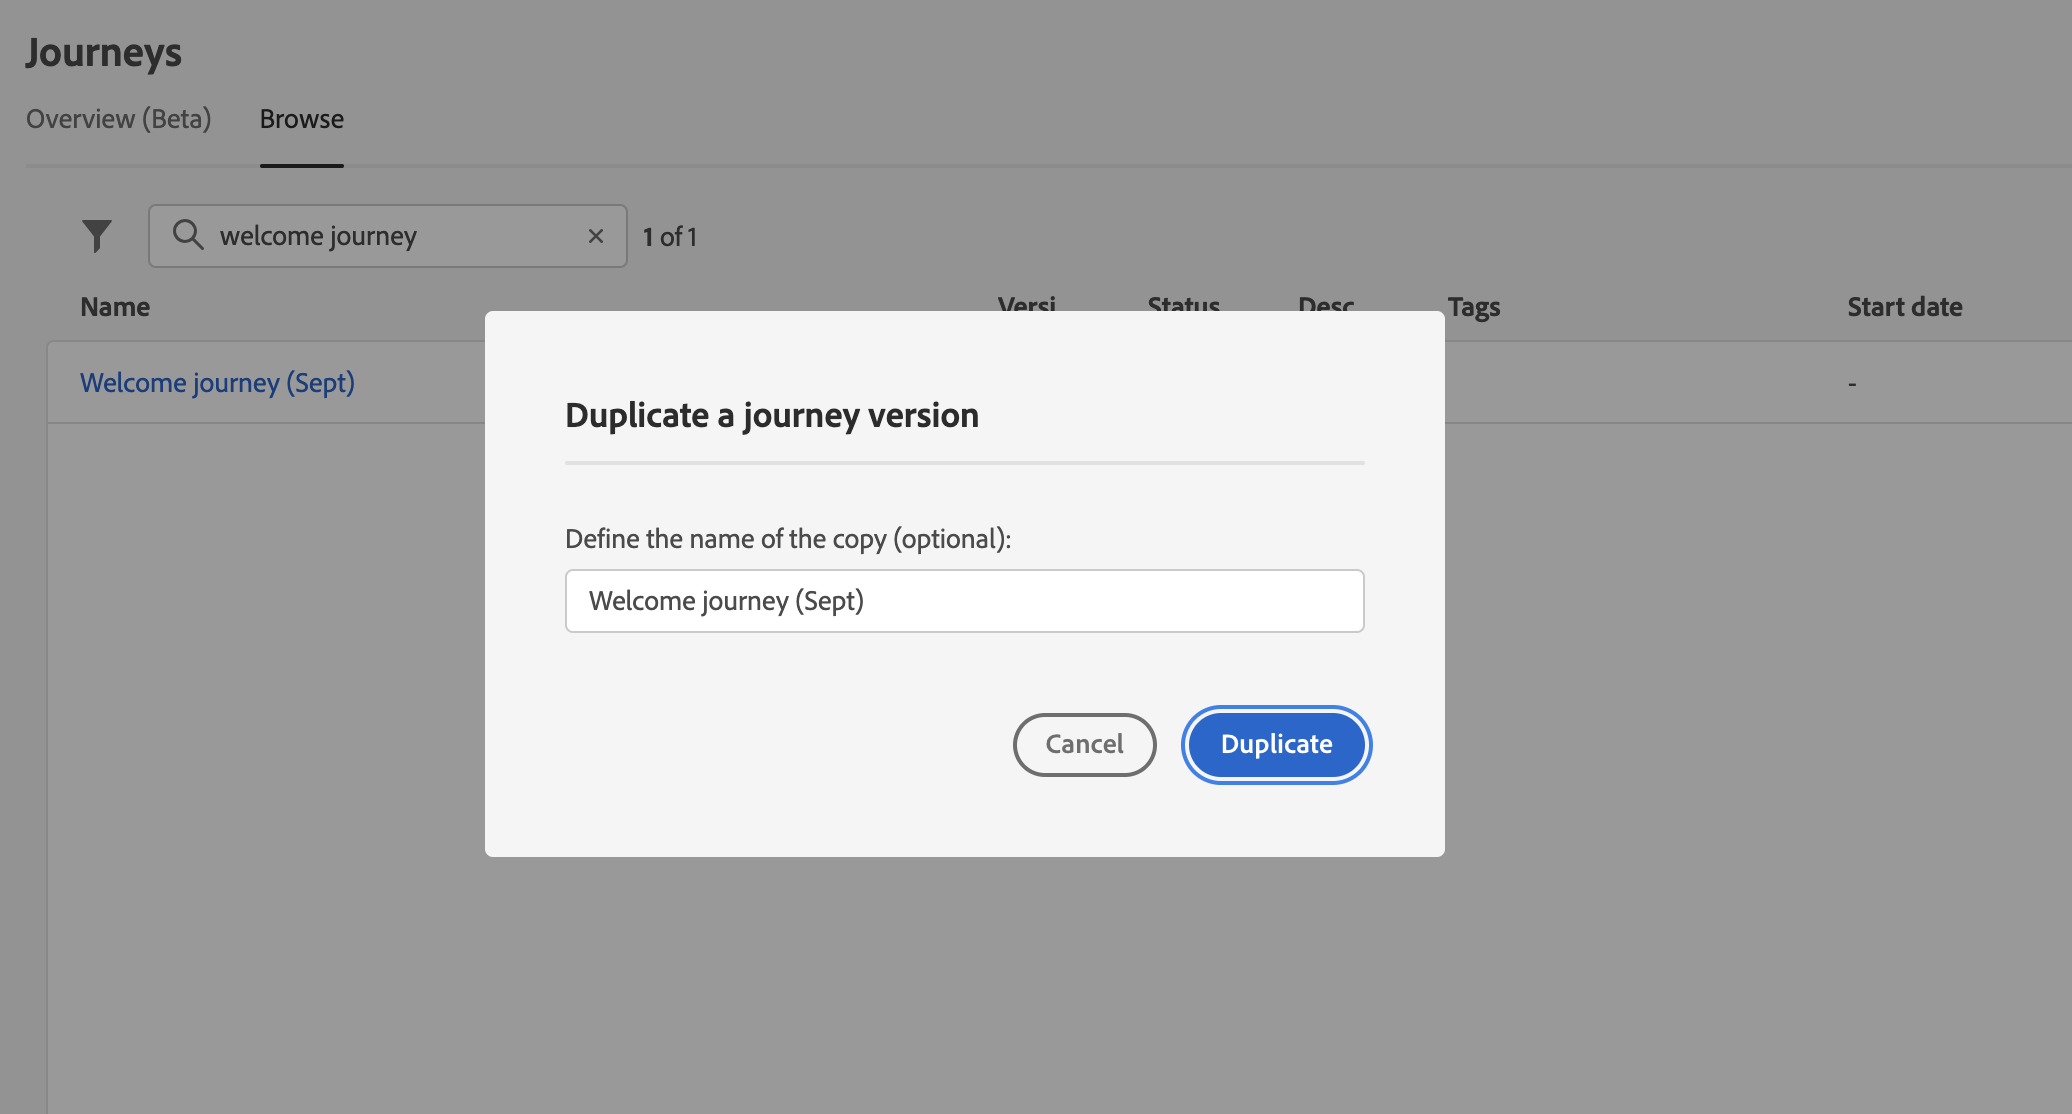 Journeys
Overview (Beta) Browse
welcome journey 1 of 1
Name Versi Status Desc Tags Start date
Welcome journey (Sept) -
Duplicate a journey version
Define the name of the copy (optional):
Welcome journey (Sept)
Cancel Duplicate